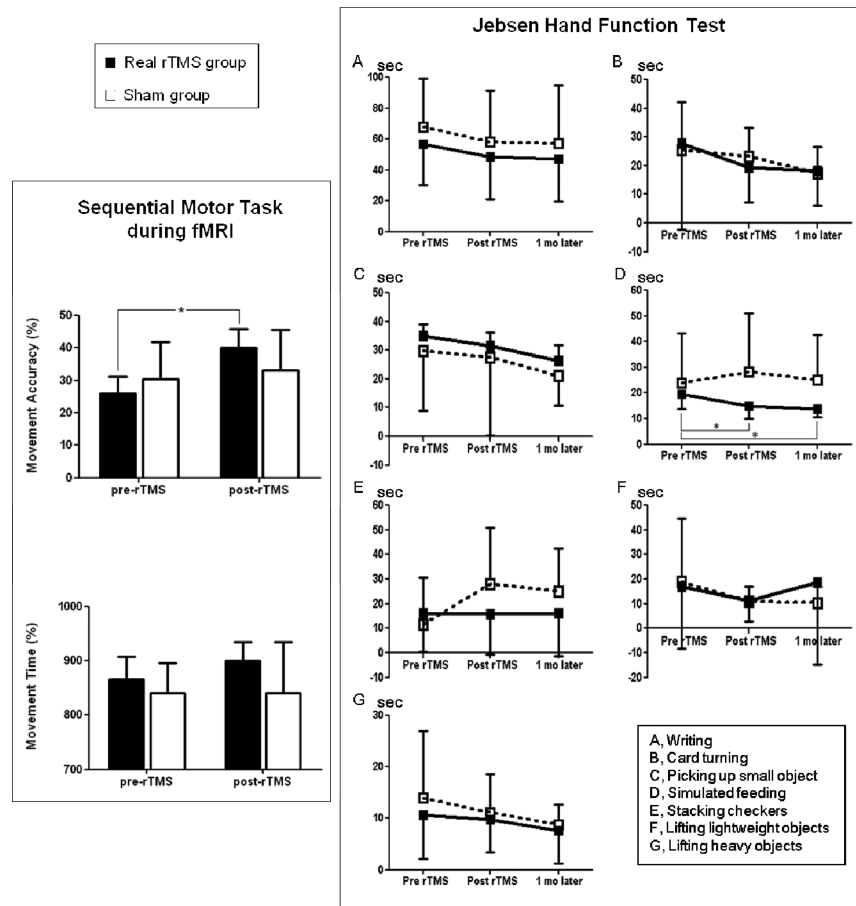 Real rTMS group
Sham group
Sequential Motor Task
during fMRI
Movement Accuracy (%)
50
40
30
20
10
0
*
pre-rTMS post-rTMS
Movement Time (%)
1000
900
800
700
pre-rTMS post-rTMS
Jebsen Hand Function Test
A sec
100
80
60
40
20
0
Pre rTMS Post rTMS 1 mo later
B sec
50
40
30
20
10
0
-10
Pre rTMS Post rTMS 1 mo later
C sec
50
40
30
20
10
0
-10
Pre rTMS Post rTMS 1 mo later
D sec
60
50
40
30
20
10
0
* *
Pre rTMS Post rTMS 1 mo later
E sec
60
50
40
30
20
10
0
-10
Pre rTMS Post rTMS 1 mo later
F sec
60
50
40
30
20
10
0
-10
-20
Pre rTMS Post rTMS 1 mo later
G sec
30
20
10
0
Pre rTMS Post rTMS 1 mo later
A, Writing
B, Card turning
C, Picking up small object
D, Simulated feeding
E, Stacking checkers
F, Lifting lightweight objects
G, Lifting heavy objects